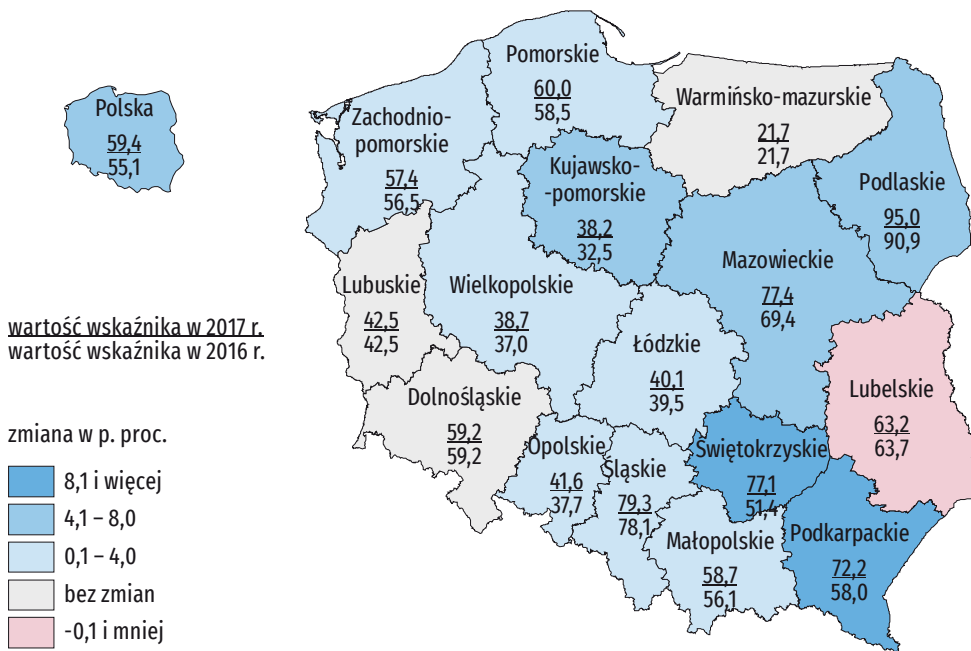 Polska
59,4
55,1
Pomorskie
60,0
58,5
Zachodnio-
pomorskie
57,4
56,5
Warmińsko-mazurskie
21,7
21,7
Podlaskie
95,0
90,9
Kujawsko-
-pomorskie
38,2
32,5
Mazowieckie
77,4
69,4
Lubuskie
42,5
42,5
Wielkopolskie
38,7
37,0
Łódzkie
40,1
39,5
Lubelskie
63,2
63,7
Dolnośląskie
59,2
59,2
Opolskie
41,6
37,7
Śląskie
79,3
78,1
Świętokrzyskie
77,1
51,4
Małopolskie
58,7
56,1
Podkarpackie
72,2
58,0
wartość wskaźnika w 2017 r.
wartość wskaźnika w 2016 r.
zmiana w p. proc.
8,1 i więcej
4,1 – 8,0
0,1 – 4,0
bez zmian
-0,1 i mniej